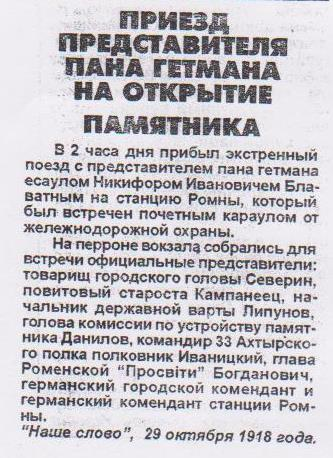 ПРИЕЗД
ПРЕДСТАВИТЕЛЯ
ПАНА ГЕТМАНА
НА ОТКРЫТИЕ
ПАМЯТНИКА
В 2 часа дня прибыл экстренный
поезд с представителем пана гетмана
есаулом Никифором Ивановичем Бла-
ватным на станцию Ромны, который
был встречен почетным караулом от
железнодорожной охраны.
На перроне вокзала собрались для
встречи официальные представители:
товарищ городского головы Северин,
повитовый староста Кампанеец, на-
чальник державной варты Липунов,
голова комиссии по устройству памят-
ника Данилов, командир 33 Ахтырско-
го полка полковник Иваницкий, глава
Роменской "Просвіти" Богданович,
германский городской комендант и
германский комендант станции Ром-
ны.
"Наше слово", 29 октября 1918 года.